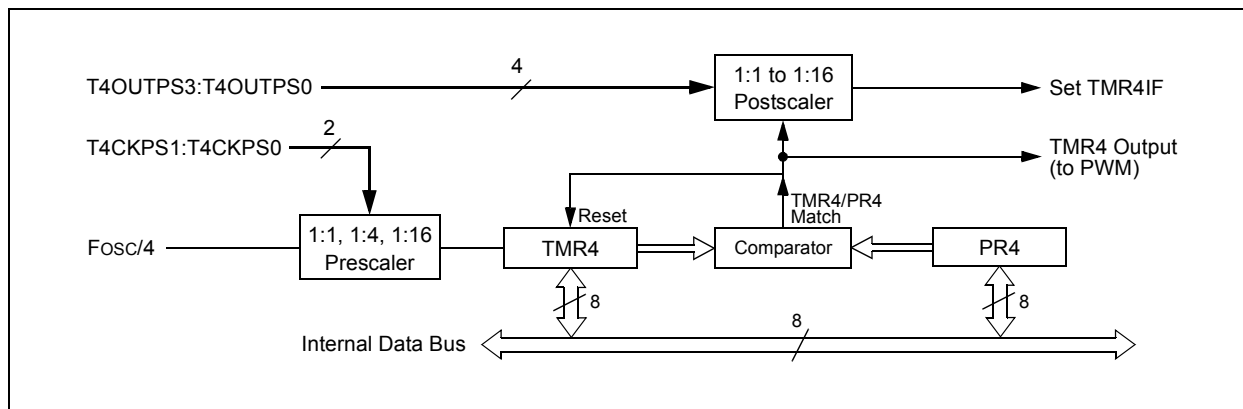 T4OUTPS3:T4OUTPS0
4
1:1 to 1:16
Postscaler
Set TMR4IF
T4CKPS1:T4CKPS0
2
TMR4 Output
(to PWM)
TMR4/PR4
Match
Reset
FOSC/4
1:1, 1:4, 1:16
Prescaler
TMR4
Comparator
PR4
8
8
Internal Data Bus
8